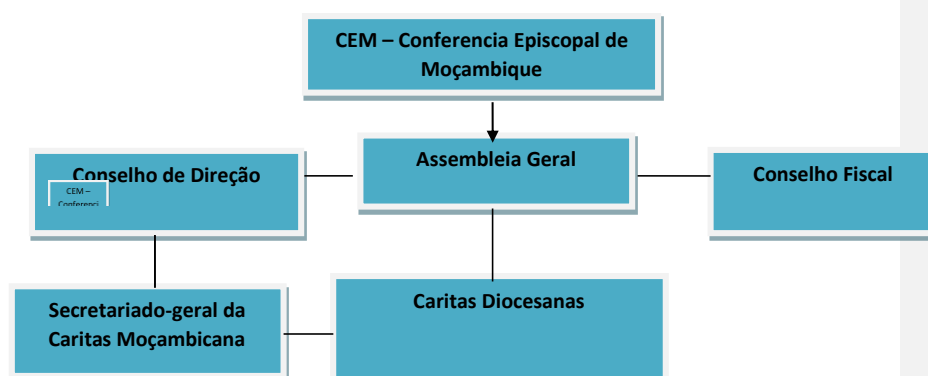 CEM – Conferencia Episcopal de
Moçambique
Assembleia Geral
Conselho de Direção
CEM –
Conferenci
Conselho Fiscal
Secretariado-geral da
Caritas Moçambicana
Caritas Diocesanas